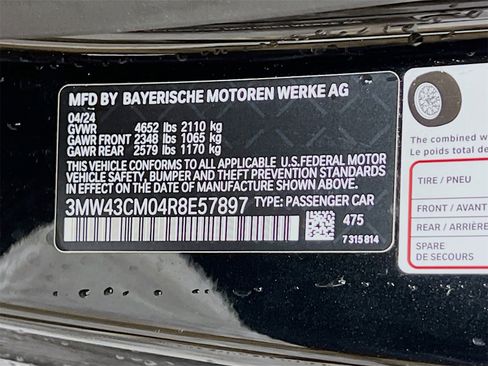 MFD BY BAYERISCHE MOTOREN WERKE AG
04/24
GVWR 4652 lbs 2110 kg
GAWR FRONT 2348 lbs 1065 kg
GAWR REAR 2579 lbs 1170 kg
THIS VEHICLE CONFORMS TO ALL APPLICABLE U.S.FEDERAL MOTOR
VEHICLE SAFETY, BUMPER AND THEFT PREVENTION STANDARDS
IN EFFECT ON THE DATE OF MANUFACTURE SHOWN ABOVE.
3MW43CM04R8E57897 TYPE: PASSENGER CAR
475
7 315 814
The combined w
Le poids total de
TIRE / PNEU
FRONT / AVANT
REAR / ARRIÈRE
SPARE
DE SECOURS